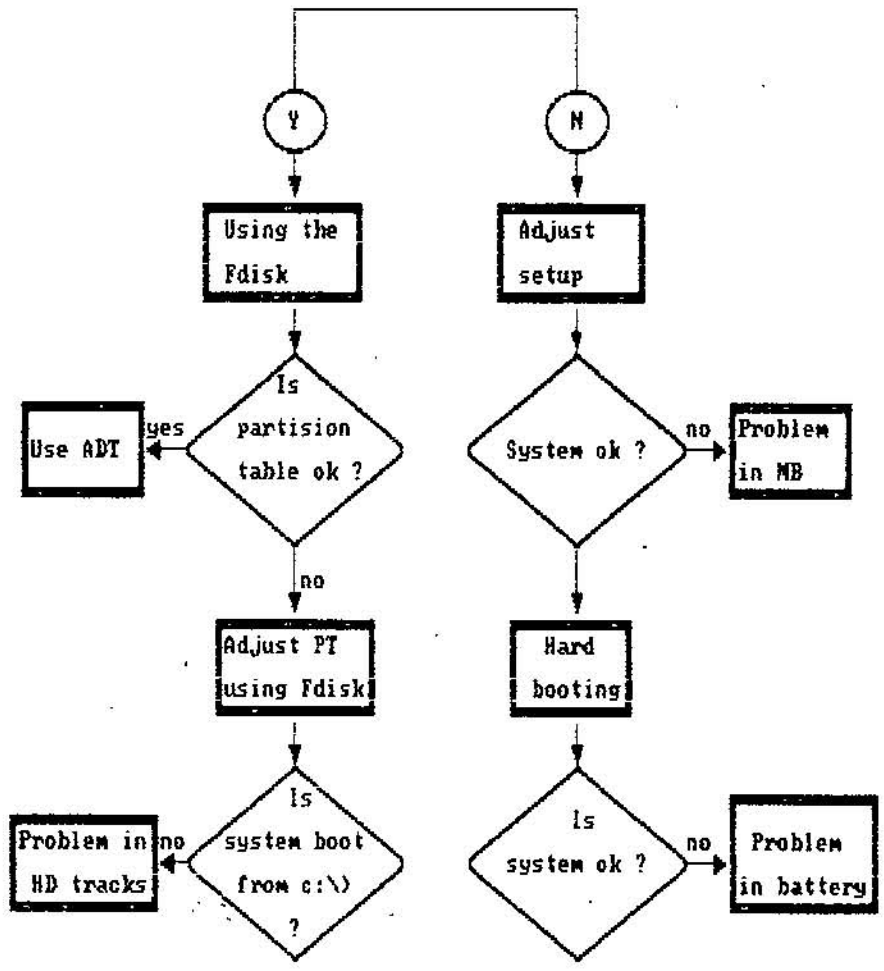 Y
N
Using the
Fdisk
Adjust
setup
Is
partision
table ok ?
yes
Use ADT
System ok ?
no
Problem
in MB
no
Adjust PT
using Fdisk
Hard
booting
Is
system boot
from c:\)
?
no
Problem in
HD tracks
Is
system ok ?
no
Problem
in battery